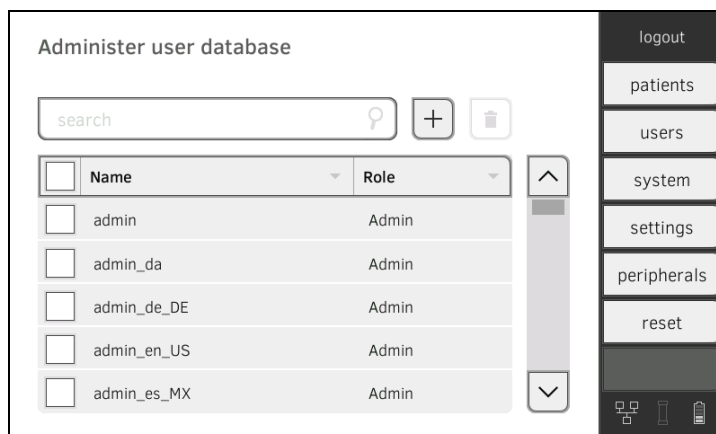 Administer user database
search
Name Role
admin Admin
admin_da Admin
admin_de_DE Admin
admin_en_US Admin
admin_es_MX Admin
logout
patients
users
system
settings
peripherals
reset